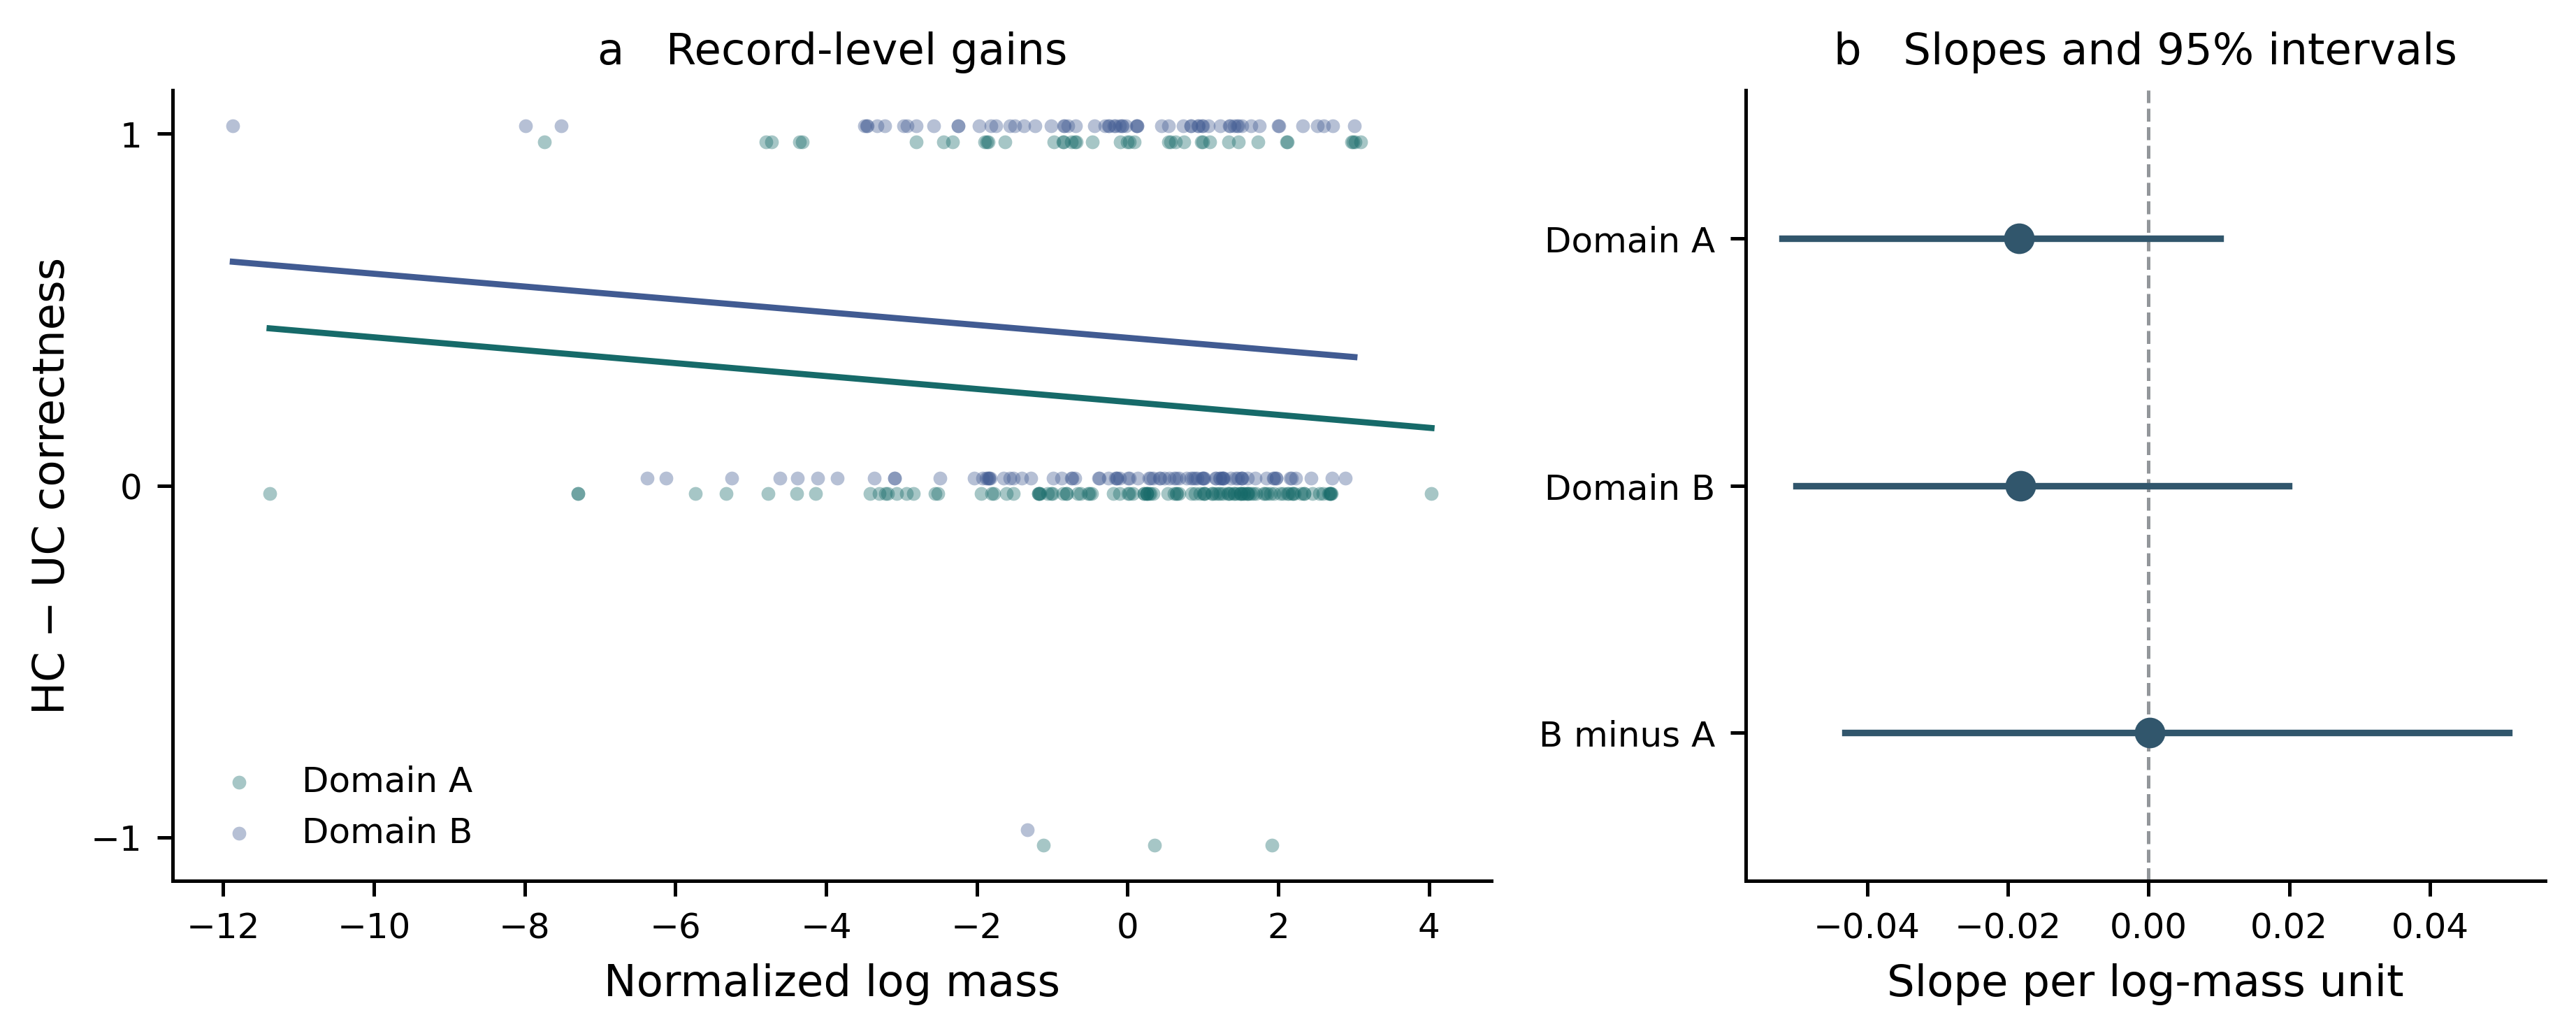 a Record-level gains
HC − UC correctness
1
0
−1
Domain A
Domain B
−12 −10 −8 −6 −4 −2 0 2 4
Normalized log mass
b Slopes and 95% intervals
Domain A
Domain B
B minus A
−0.04 −0.02 0.00 0.02 0.04
Slope per log-mass unit